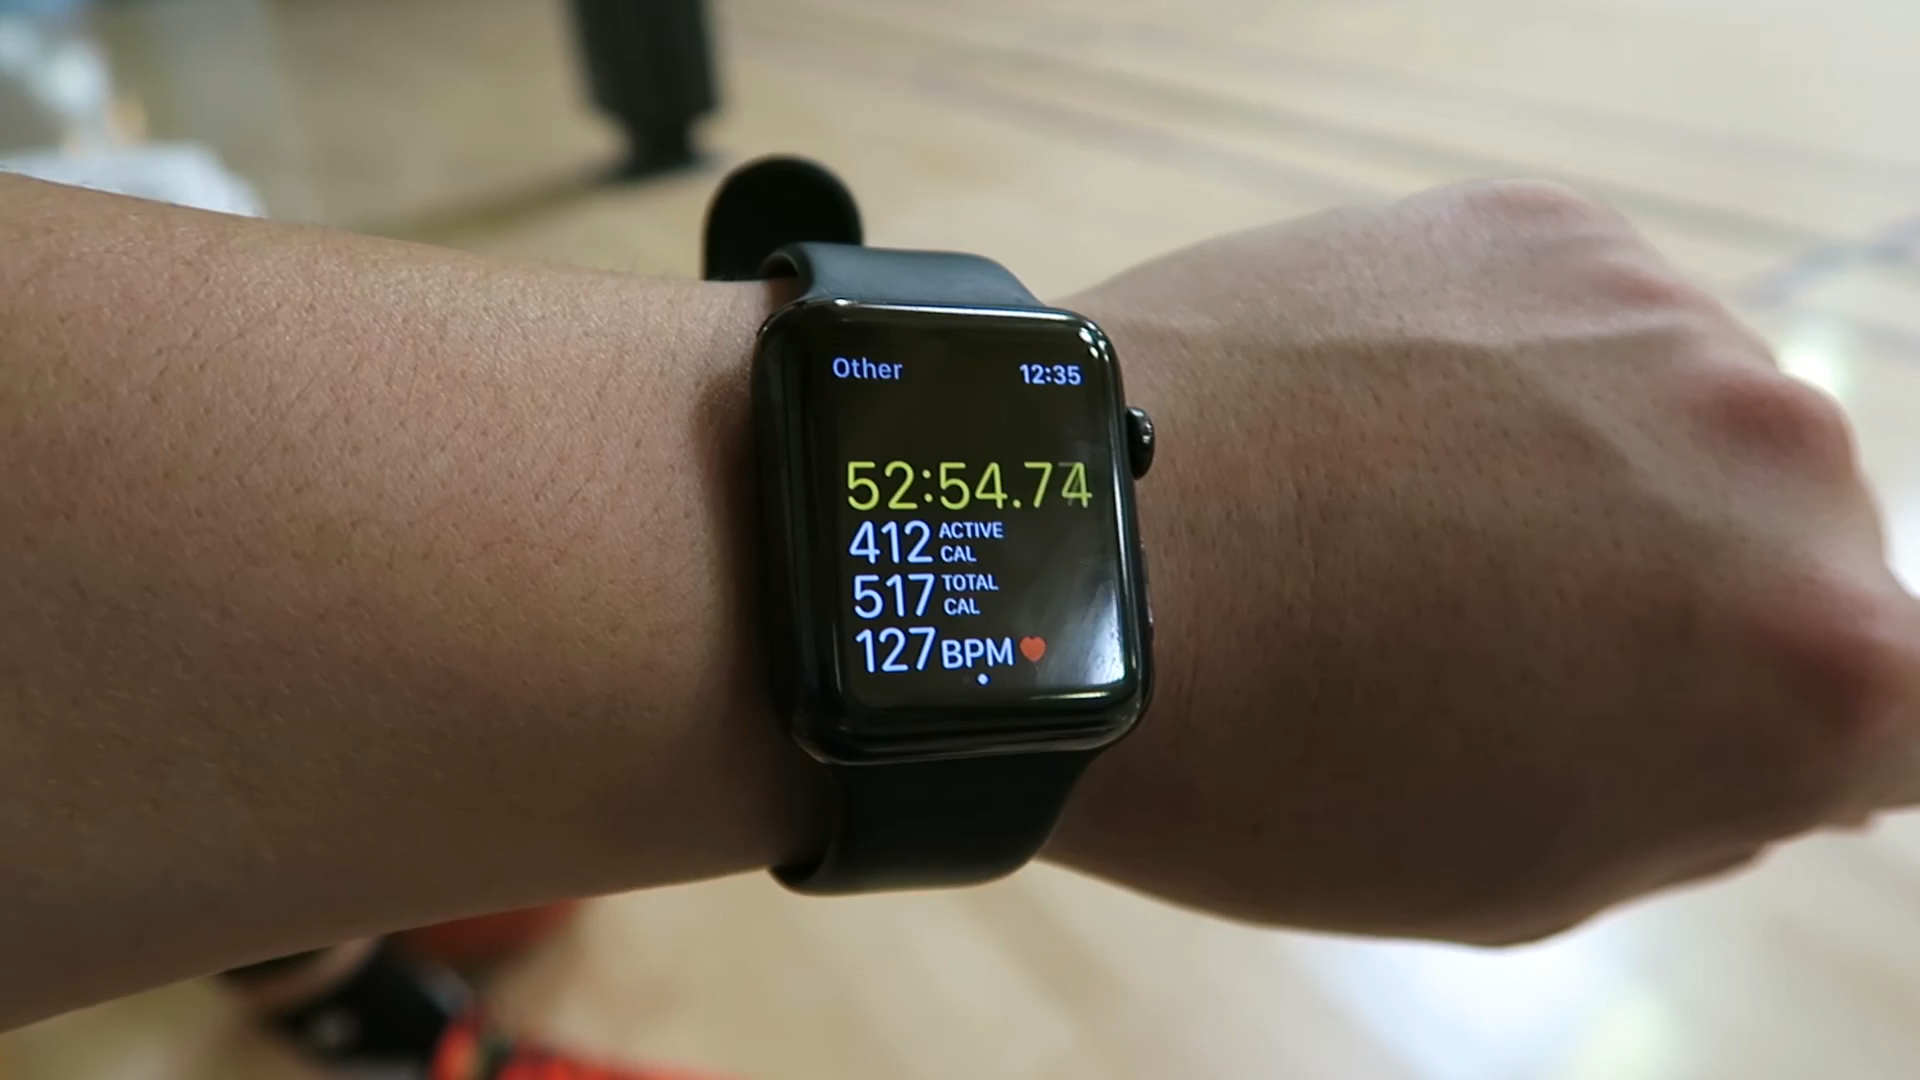 Other 12:35
52:54.74
412 ACTIVE CAL
517 TOTAL CAL
127 BPM